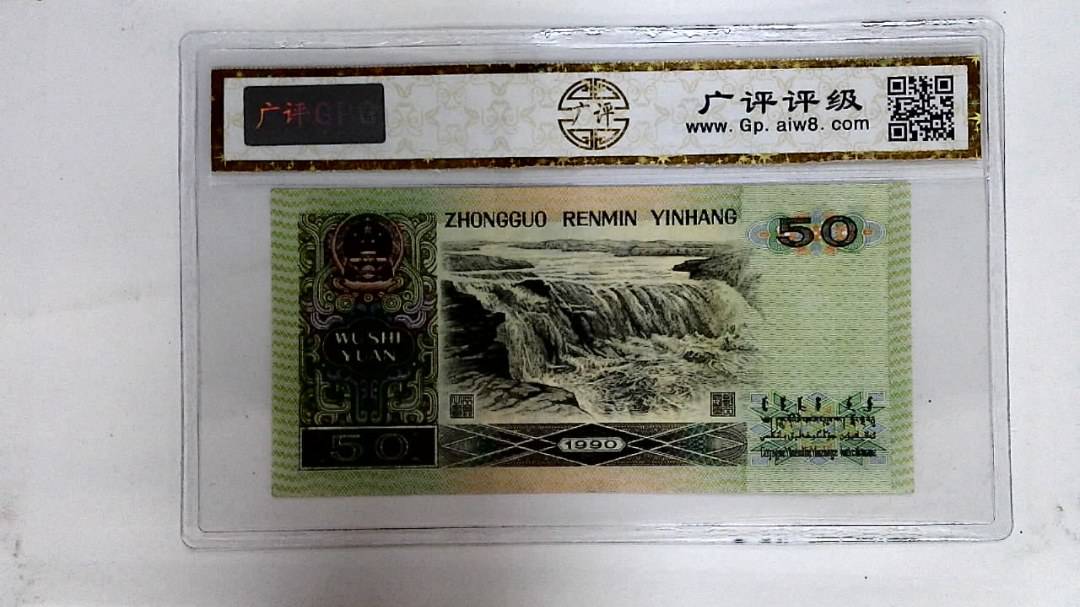 广评GPG
广评
广评评级
www. Gp. aiw8. com
ZHONGGUO RENMIN YINHANG
50
WU SHI
YUAN
50
1990